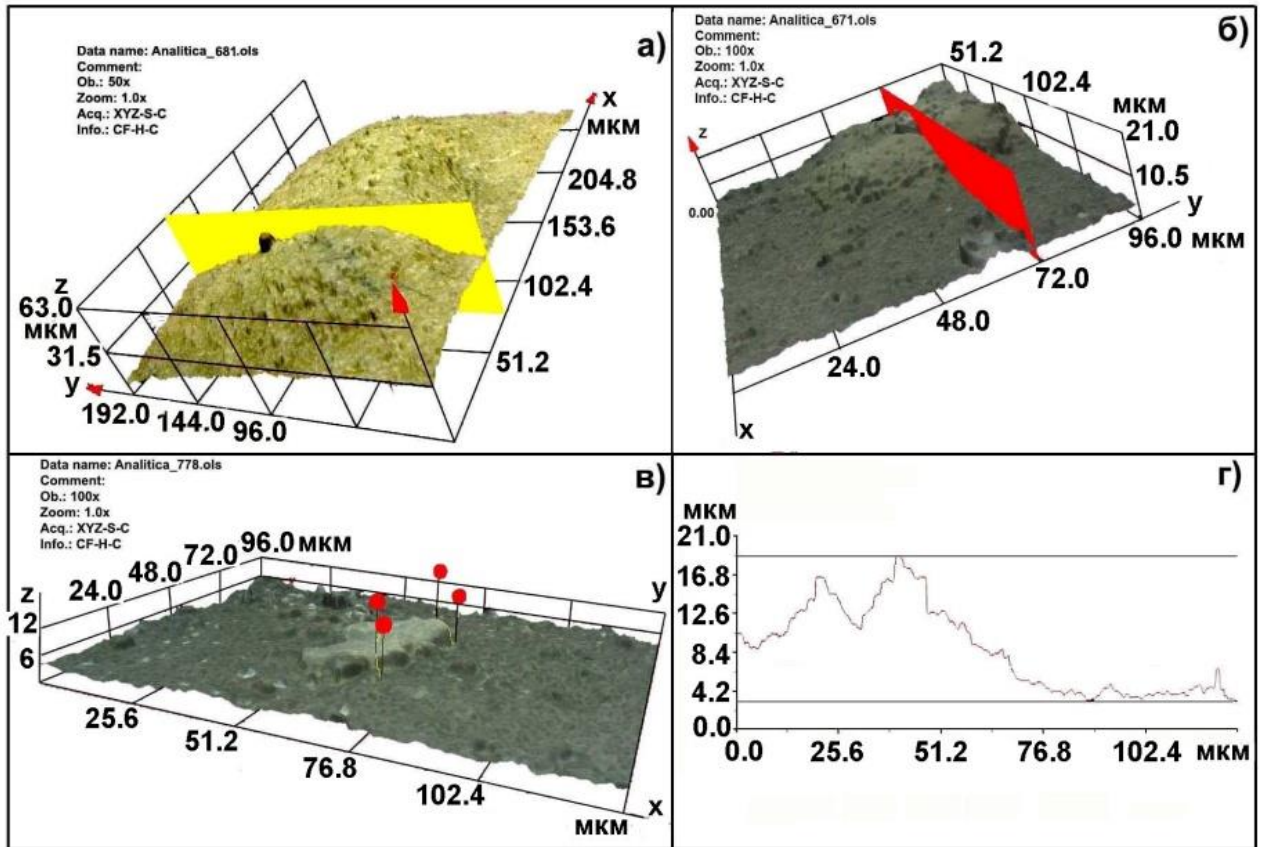 а)
Data name: Analitica_681.ols
Comment:
Ob.: 50x
Zoom: 1.0x
Acq.: XYZ-S-C
Info.: CF-H-C
x
мкм
204.8
153.6
102.4
51.2
z
63.0
мкм
31.5
y
192.0 144.0 96.0
б)
Data name: Analitica_671.ols
Comment:
Ob.: 100x
Zoom: 1.0x
Acq.: XYZ-S-C
Info.: CF-H-C
51.2
102.4
мкм
21.0
10.5
z
0.00
y
96.0 мкм
72.0
48.0
24.0
x
в)
Data name: Analitica_778.ols
Comment:
Ob.: 100x
Zoom: 1.0x
Acq.: XYZ-S-C
Info.: CF-H-C
96.0 мкм
72.0
48.0
24.0
z
12
6
y
25.6
51.2
76.8
102.4
x
мкм
г)
мкм
21.0
16.8
12.6
8.4
4.2
0.0
0.0 25.6 51.2 76.8 102.4 мкм